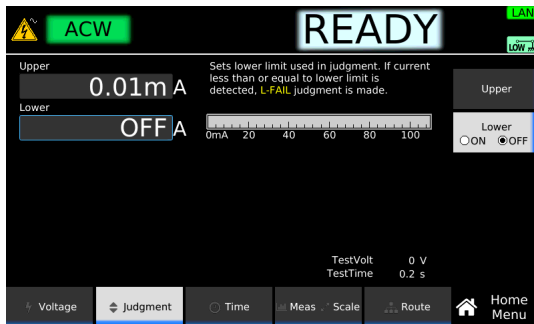 ACW
READY
LAN
LOW
Upper
0.01m A
Lower
OFF A
Sets lower limit used in judgment. If current
less than or equal to lower limit is
detected, L-FAIL judgment is made.
0mA 20 40 60 80 100
Upper
Lower
ON OFF
TestVolt 0 V
TestTime 0.2 s
Voltage
Judgment
Time
Meas Scale
Route
Home
Menu